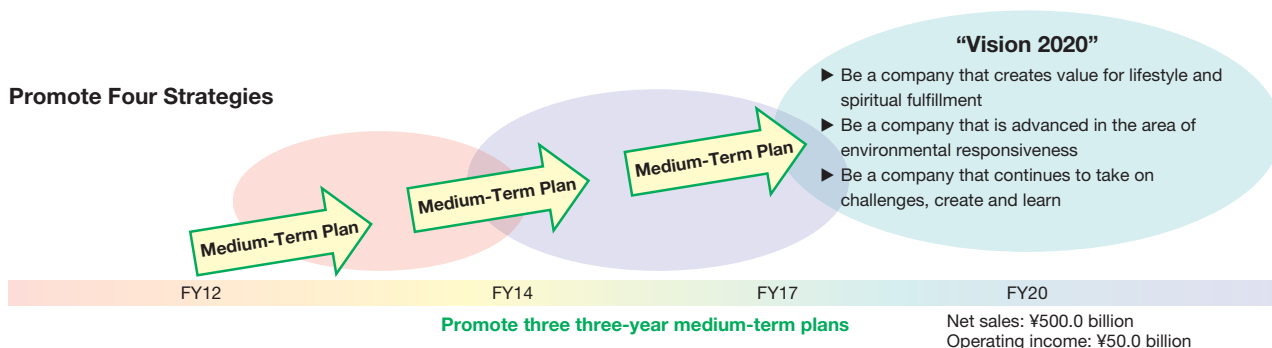 “Vision 2020”
▶ Be a company that creates value for lifestyle and
spiritual fulfillment
▶ Be a company that is advanced in the area of
environmental responsiveness
▶ Be a company that continues to take on
challenges, create and learn
Promote Four Strategies
Medium-Term Plan
Medium-Term Plan
Medium-Term Plan
FY12 FY14 FY17 FY20
Promote three three-year medium-term plans
Net sales: ¥500.0 billion
Operating income: ¥50.0 billion